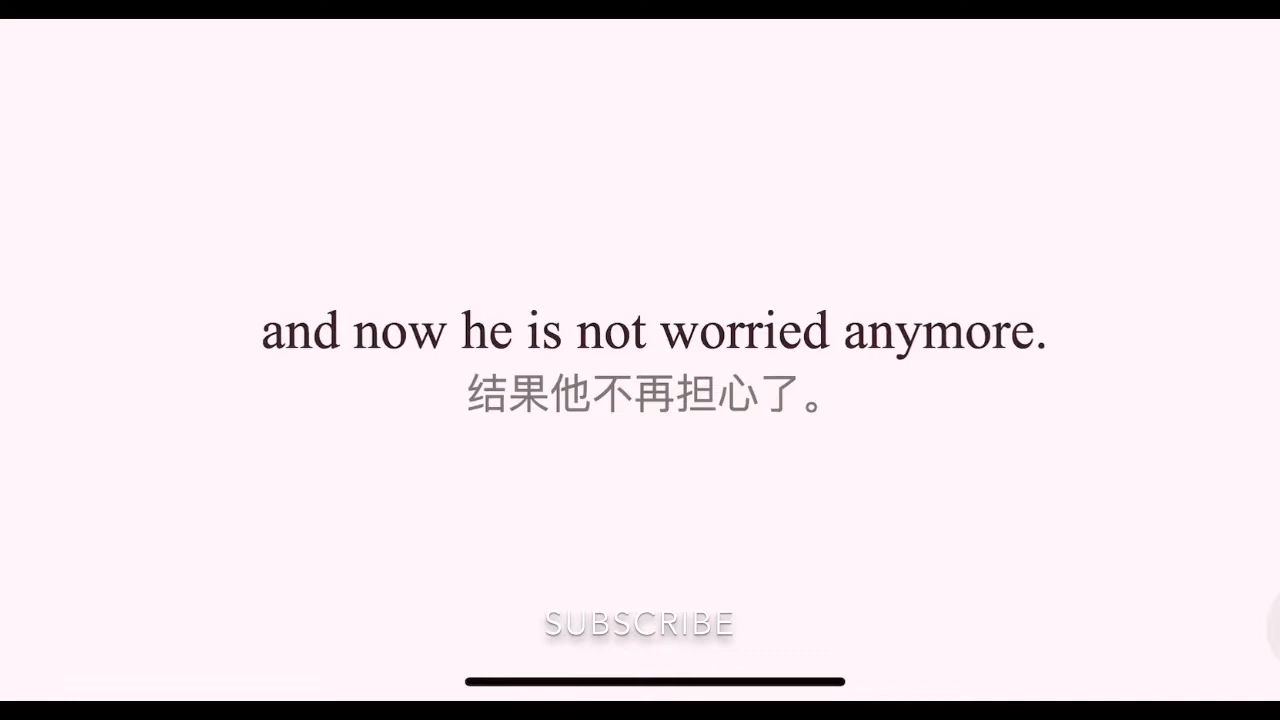 and now he is not worried anymore.
结果他不再担心了。
SUBSCRIBE